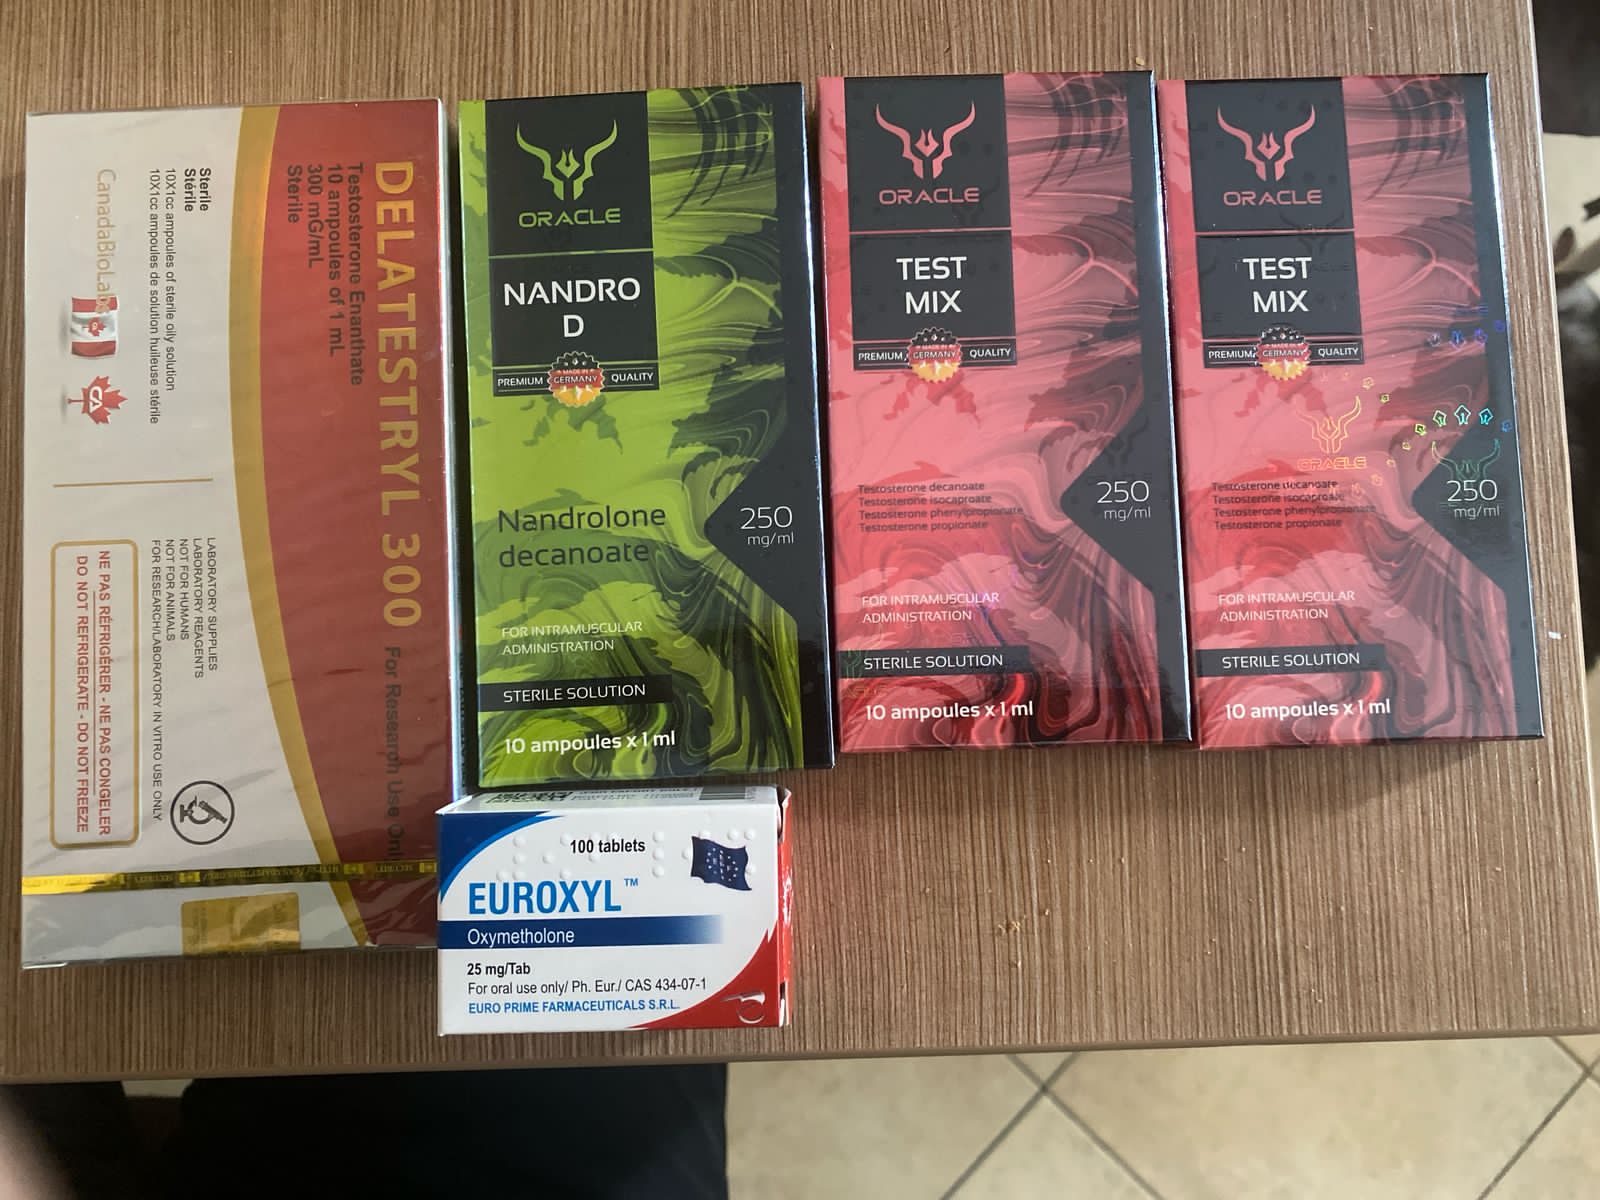 DELATESTRYL 300 For Research Use Only
Testosterone Enanthate
10 ampoules of 1 mL
300 mG/mL
Sterile
Sterile
Stérile
10X1cc ampoules of sterile oily solution
10X1cc ampoules de solution huileuse stérile
CanadaBioLabs
CA
LABORATORY SUPPLIES
LABORATORY REAGENTS
NOT FOR HUMANS
NOT FOR ANIMALS
FOR RESEARCH/LABORATORY IN VITRO USE ONLY
NE PAS RÉFRIGÉRER - NE PAS CONGELER
DO NOT REFRIGERATE - DO NOT FREEZE
SECURITY
ORACLE
NANDRO
D
MADE IN
PREMIUM GERMANY QUALITY
Nandrolone
decanoate
250
mg/ml
FOR INTRAMUSCULAR
ADMINISTRATION
STERILE SOLUTION
10 ampoules x 1 ml
ORACLE
TEST
MIX
MADE IN
PREMIUM GERMANY QUALITY
Testosterone decanoate
Testosterone isocaproate
Testosterone phenylpropionate
Testosterone propionate
250
mg/ml
FOR INTRAMUSCULAR
ADMINISTRATION
STERILE SOLUTION
10 ampoules x 1 ml
ORACLE
TEST
MIX
MADE IN
PREMIUM GERMANY QUALITY
ORACLE
Testosterone decanoate
Testosterone isocaproate
Testosterone phenylpropionate
Testosterone propionate
250
mg/ml
FOR INTRAMUSCULAR
ADMINISTRATION
STERILE SOLUTION
10 ampoules x 1 ml
100 tablets
EUROXYL™
Oxymetholone
25 mg/Tab
For oral use only/ Ph. Eur./ CAS 434-07-1
EURO PRIME FARMACEUTICALS S.R.L.